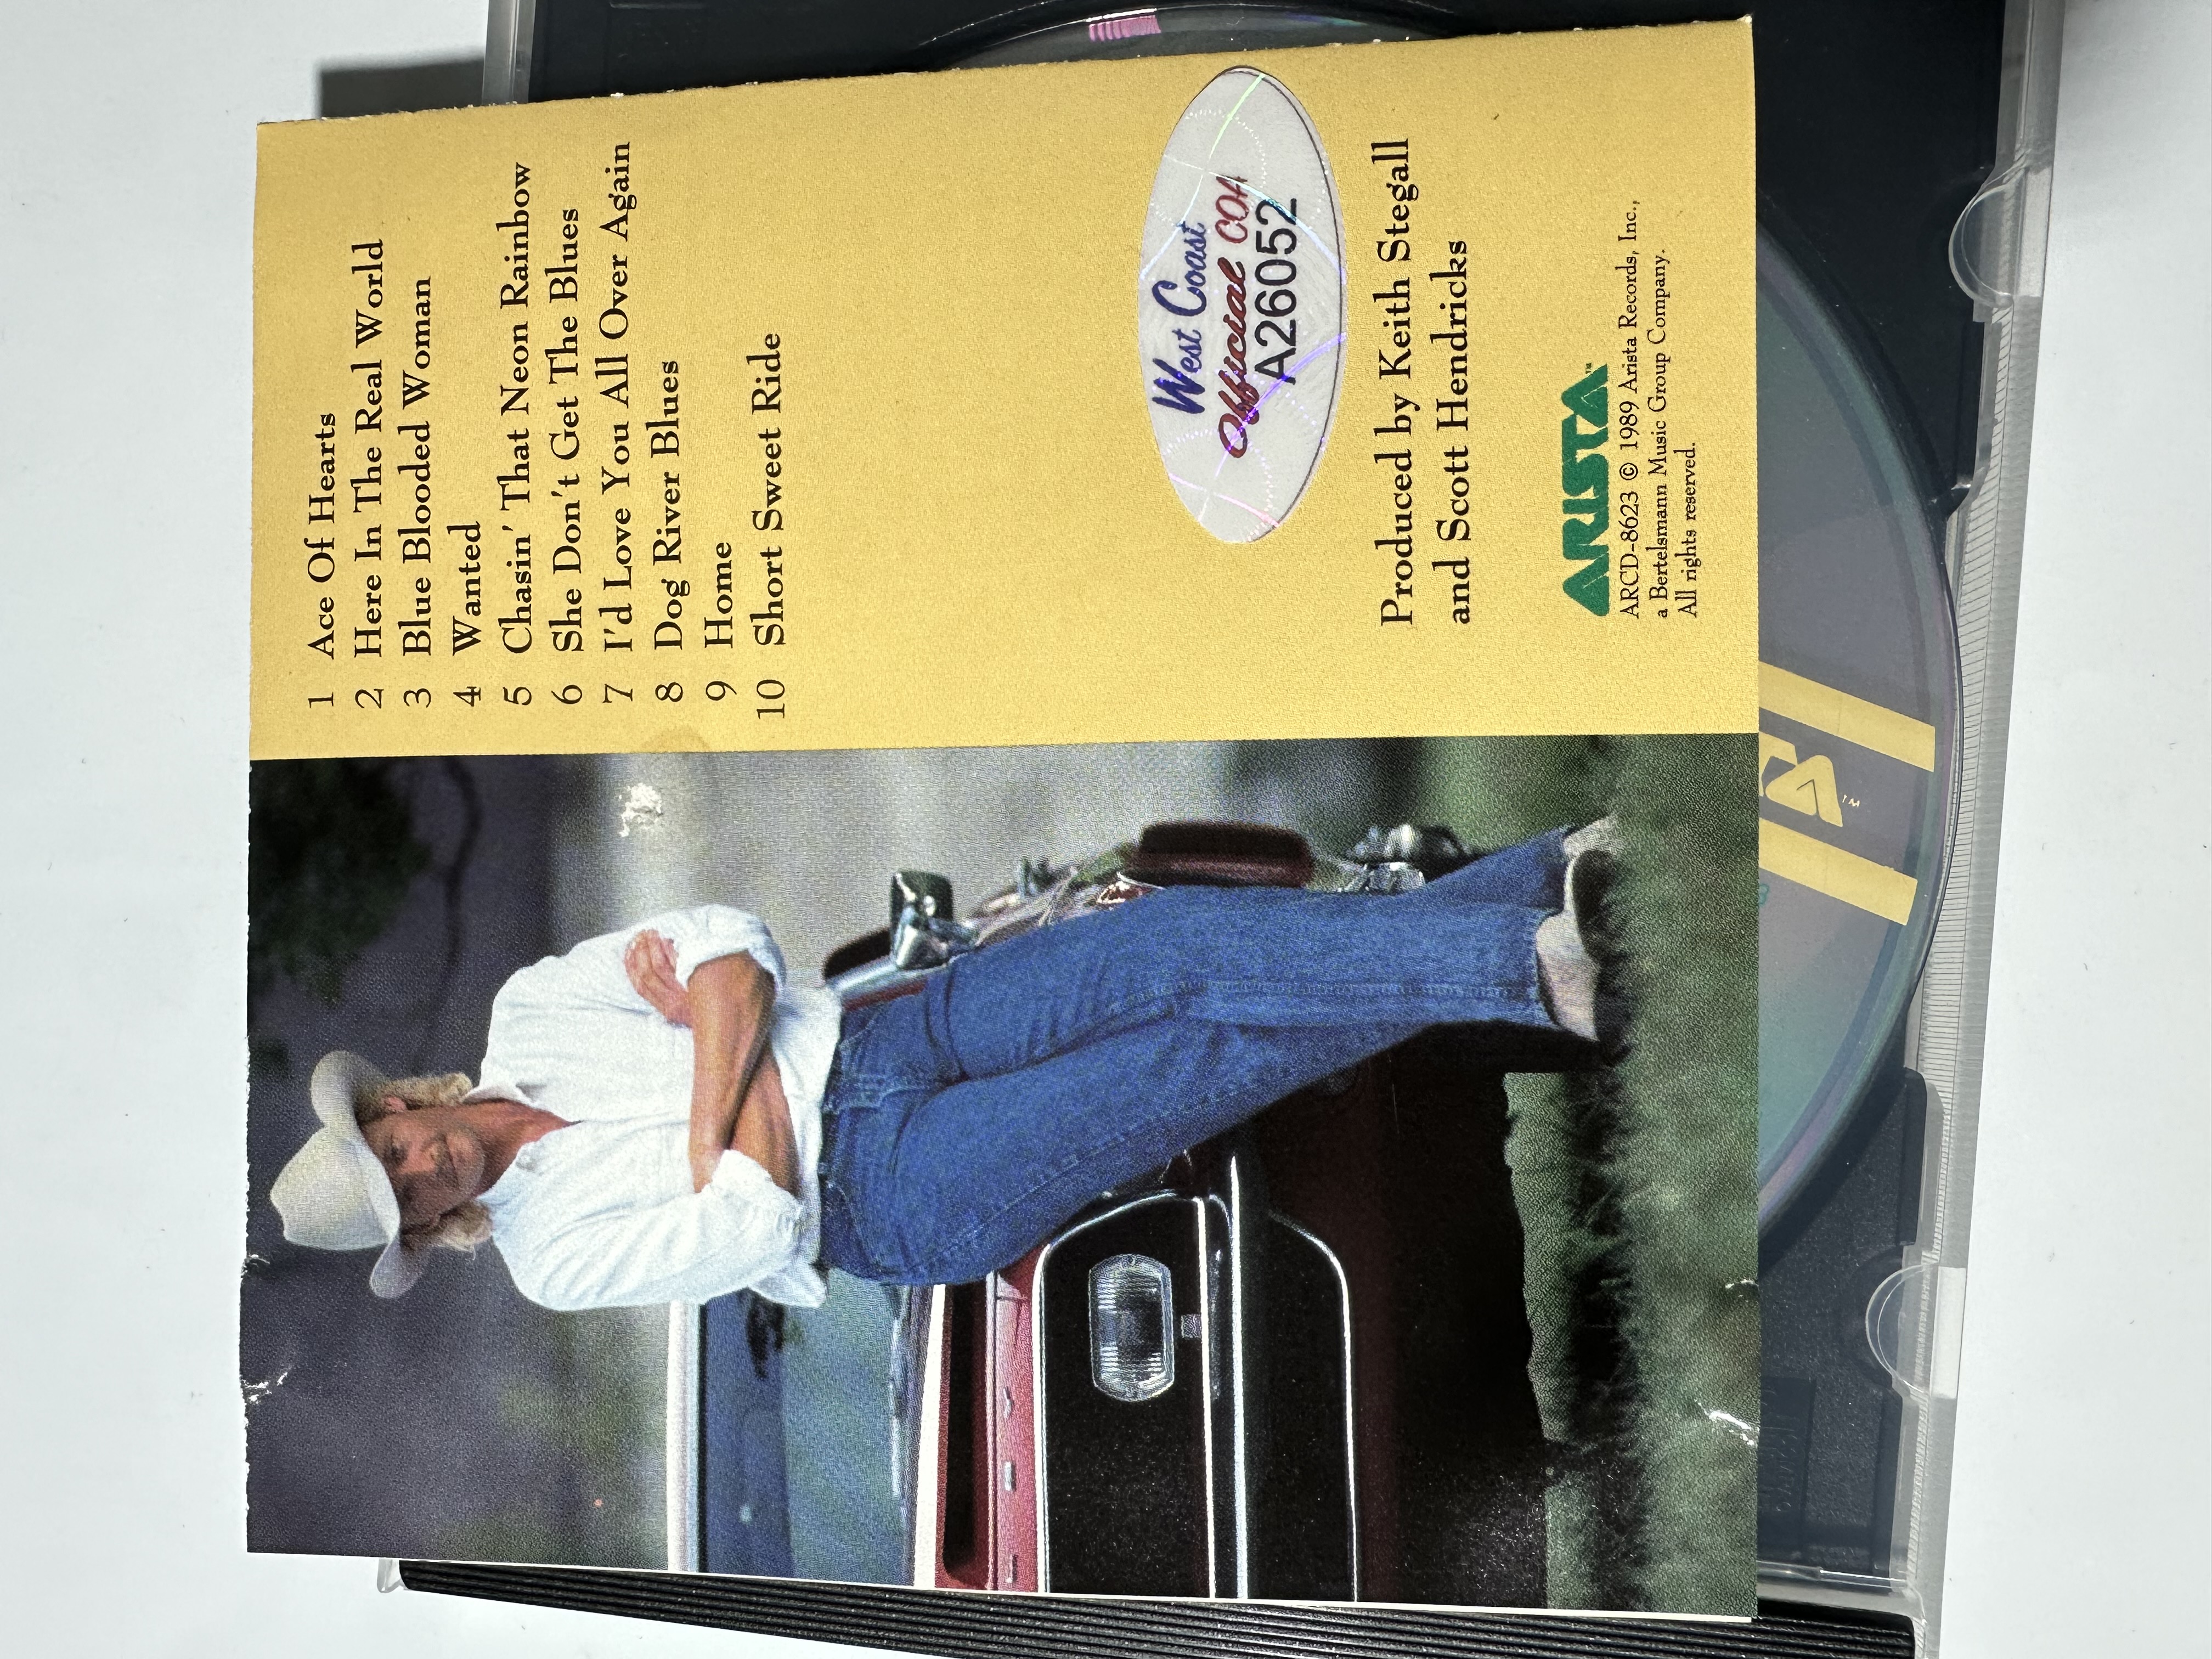 1 Ace Of Hearts
2 Here In The Real World
3 Blue Blooded Woman
4 Wanted
5 Chasin' That Neon Rainbow
6 She Don't Get The Blues
7 I'd Love You All Over Again
8 Dog River Blues
9 Home
10 Short Sweet Ride
West Coast
Official COA
A26052
Produced by Keith Stegall
and Scott Hendricks
ARISTA™
ARCD-8623 © 1989 Arista Records, Inc.,
a Bertelsmann Music Group Company.
All rights reserved.
TA™